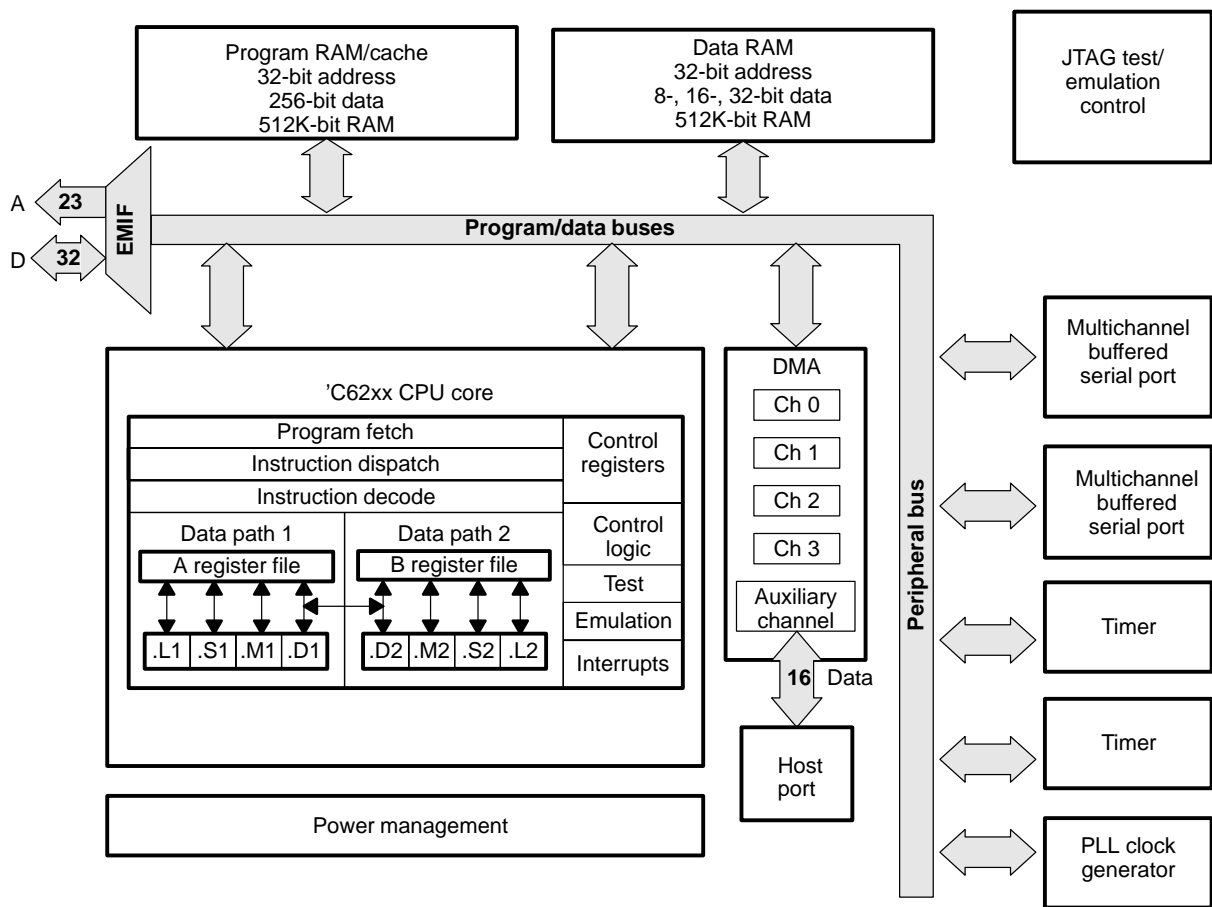 Program RAM/cache
32-bit address
256-bit data
512K-bit RAM
Data RAM
32-bit address
8-, 16-, 32-bit data
512K-bit RAM
JTAG test/
emulation
control
A
23
D
32
EMIF
Program/data buses
Peripheral bus
'C62xx CPU core
Program fetch
Instruction dispatch
Instruction decode
Control
registers
Control
logic
Test
Emulation
Interrupts
Data path 1
A register file
.L1 .S1 .M1 .D1
Data path 2
B register file
.D2 .M2 .S2 .L2
DMA
Ch 0
Ch 1
Ch 2
Ch 3
Auxiliary
channel
16 Data
Host
port
Power management
Multichannel
buffered
serial port
Multichannel
buffered
serial port
Timer
Timer
PLL clock
generator